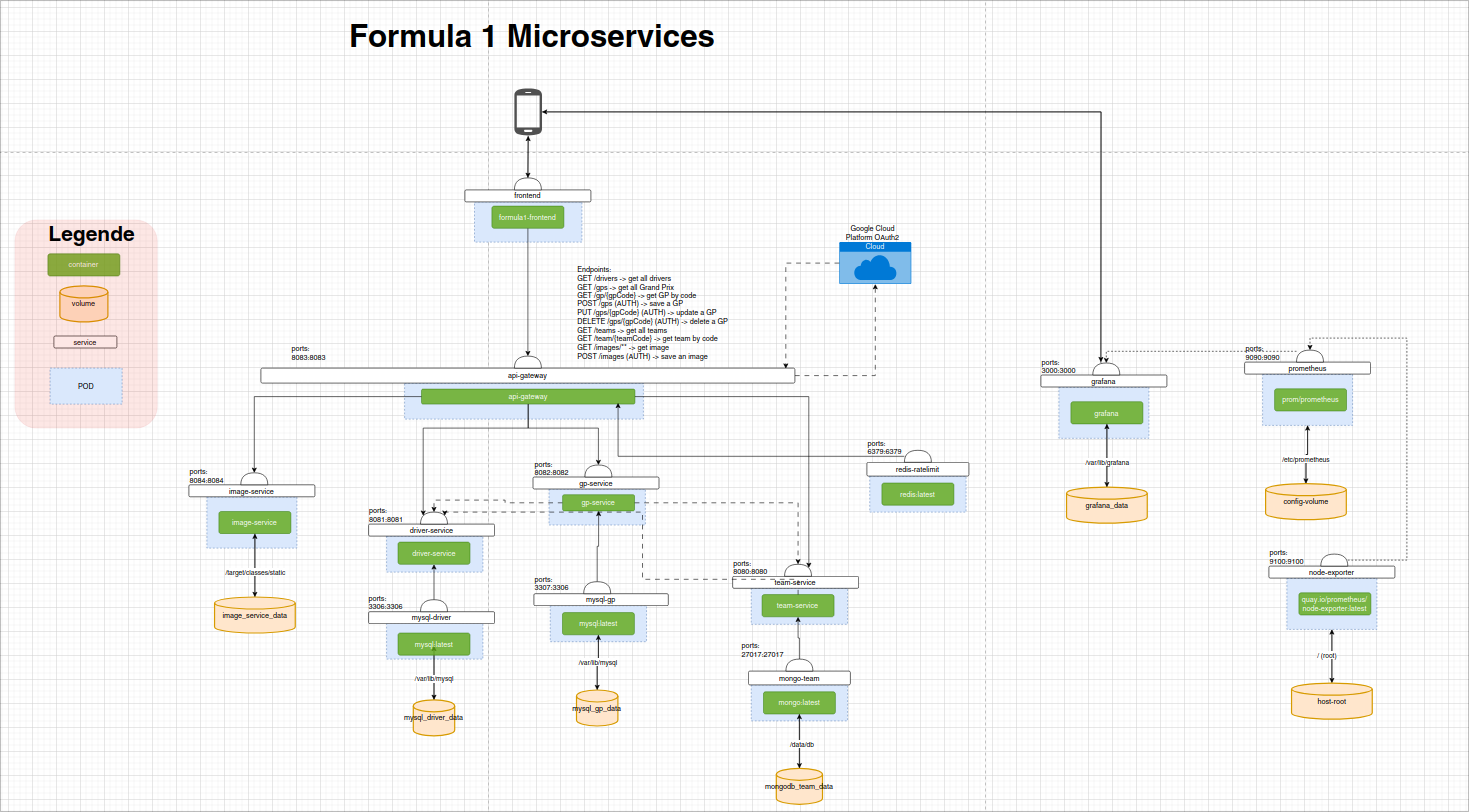 Formula 1 Microservices
frontend
formula1-frontend
Legende
container
volume
service
POD
Google Cloud
Platform OAuth2
Cloud
Endpoints:
GET /drivers -> get all drivers
GET /gps -> get all Grand Prix
GET /gp/{gpCode} -> get GP by code
POST /gps (AUTH) -> save a GP
PUT /gps/{gpCode} (AUTH) -> update a GP
DELETE /gps/{gpCode} (AUTH) -> delete a GP
GET /teams -> get all teams
GET /team/{teamCode} -> get team by code
GET /images/** -> get image
POST /images (AUTH) -> save an image
ports:
8083:8083
api-gateway
api-gateway
ports:
3000:3000
grafana
grafana
/var/lib/grafana
grafana_data
ports:
9090:9090
prometheus
prom/prometheus
/etc/prometheus
config-volume
ports:
9100:9100
node-exporter
quay.io/prometheus/
node-exporter:latest
/ (root)
host-root
ports:
6379:6379
redis-ratelimit
redis:latest
ports:
8084:8084
image-service
image-service
/target/classes/static
image_service_data
ports:
8081:8081
driver-service
driver-service
ports:
3306:3306
mysql-driver
mysql:latest
/var/lib/mysql
mysql_driver_data
ports:
8082:8082
gp-service
gp-service
ports:
3307:3306
mysql-gp
mysql:latest
/var/lib/mysql
mysql_gp_data
ports:
8080:8080
team-service
team-service
ports:
27017:27017
mongo-team
mongo:latest
/data/db
mongodb_team_data